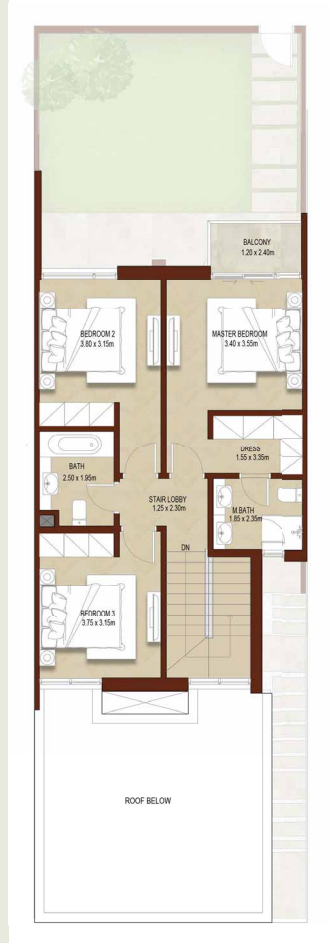 BALCONY
1.20 x 2.40m
BEDROOM 2
3.80 x 3.15m
MASTER BEDROOM
3.40 x 3.55m
DRESS
1.55 x 3.35m
BATH
2.50 x 1.95m
STAIR LOBBY
1.25 x 2.30m
M.BATH
1.85 x 2.35m
DN
BEDROOM 3
3.75 x 3.15m
ROOF BELOW